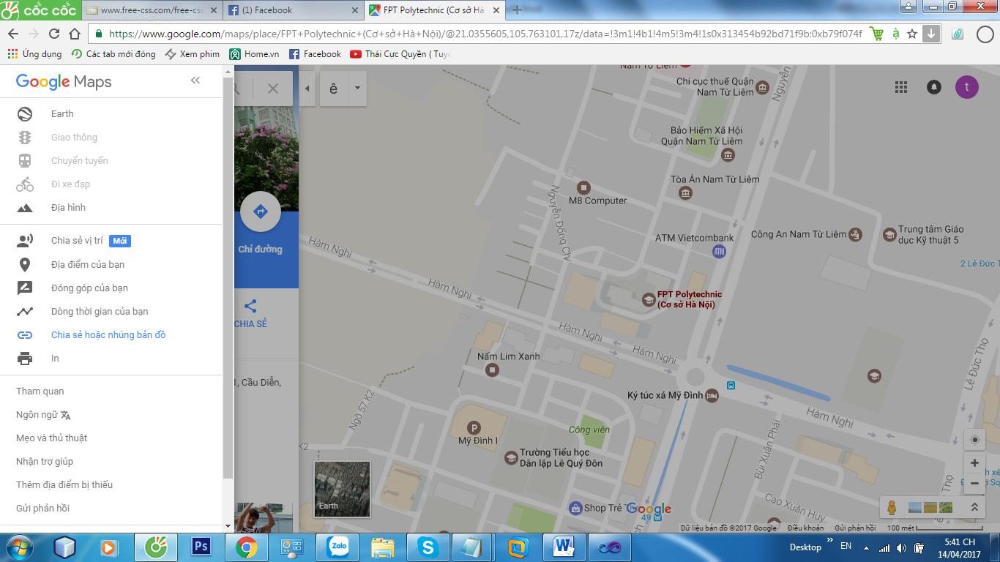 cốc cốc
www.free-css.com/free-css
(1) Facebook
FPT Polytechnic (Cơ sở Hà
https://www.google.com/maps/place/FPT+Polytechnic+(Cơ+sở+Hà+Nội)/@21.0355605,105.763101,17z/data=!3m1!4b1!4m5!3m4!1s0x313454b92bd71f9b:0xb79f074f
Ứng dụng
Các tab mới đóng
Xem phim
Home.vn
Facebook
Thái Cực Quyền ( Tuy
Google Maps
Earth
Giao thông
Chuyển tuyến
Đi xe đạp
Địa hình
Chia sẻ vị trí Mới
Địa điểm của bạn
Đóng góp của bạn
Dòng thời gian của bạn
Chia sẻ hoặc nhúng bản đồ
In
Tham quan
Ngôn ngữ
Mẹo và thủ thuật
Nhận trợ giúp
Thêm địa điểm bị thiếu
Gửi phản hồi
Chỉ đường
CHIA SẺ
1, Cầu Diễn,
ê
t
Nam Từ Liêm
Chi cục thuế Quận
Nam Từ Liêm
Nguyễn
Bảo Hiểm Xã Hội
Quận Nam Từ Liêm
Tòa Án Nam Từ Liêm
M8 Computer
Nguyễn Đổng Chi
ATM Vietcombank
ATM
Công An Nam Từ Liêm
Trung tâm Giáo
dục Kỹ thuật 5
2 Lê Đức T
Hàm Nghi
Hàm Nghi
FPT Polytechnic
(Cơ sở Hà Nội)
Hàm Nghi
Hàm Nghi
Nấm Lim Xanh
Lê Đức Thọ
Ký túc xá Mỹ Đình
Ngõ 57 K2
Hàm Nghi
P
Mỹ Đình I
Công viên
Bùi Xuân Phái
K2
Trường Tiểu học
Dân lập Lê Quý Đôn
Thọ
Cao Xuân Huy
Earth
Shop Trẻ T
Google
49
Dữ liệu bản đồ ©2017 Google
Điều khoản
Gửi phản hồi
100 mét
Ps
Zalo
Desktop
EN
5:41 CH
14/04/2017